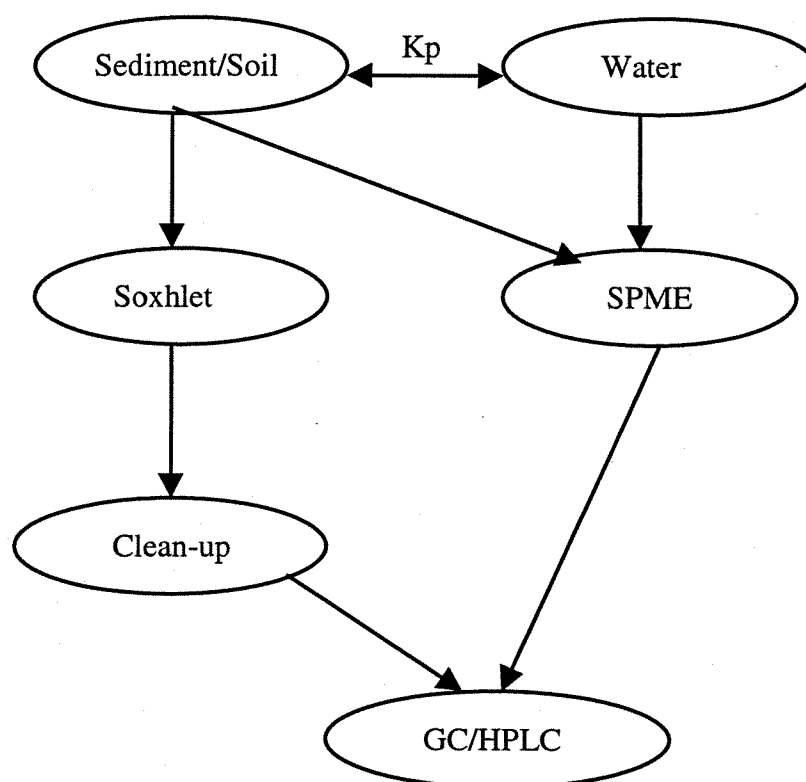 Kp
Sediment/Soil
Water
Soxhlet
SPME
Clean-up
GC/HPLC